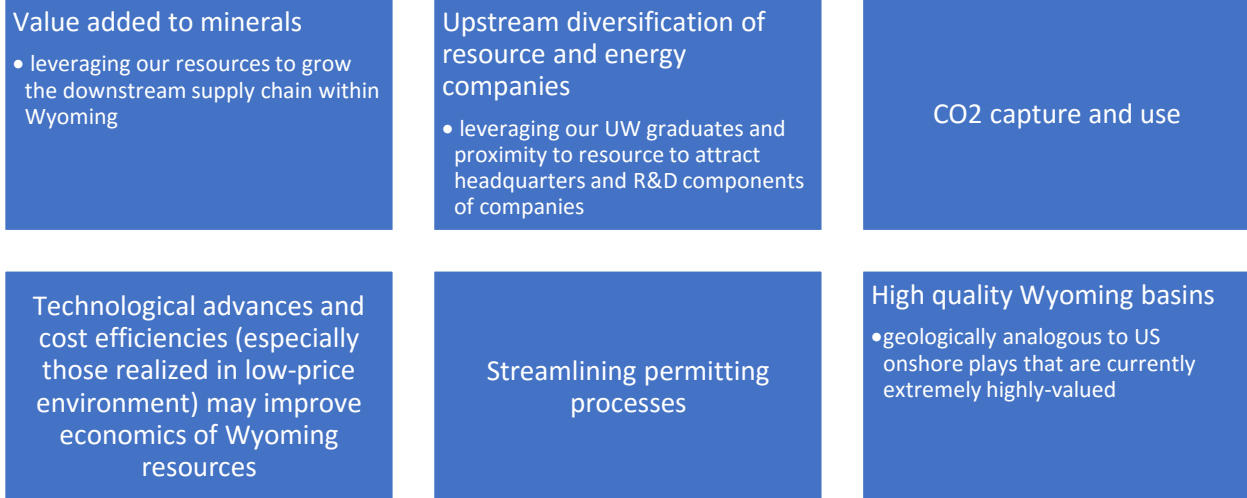 Value added to minerals
• leveraging our resources to grow
the downstream supply chain within
Wyoming
Upstream diversification of
resource and energy
companies
• leveraging our UW graduates and
proximity to resource to attract
headquarters and R&D components
of companies
CO2 capture and use
Technological advances and
cost efficiencies (especially
those realized in low-price
environment) may improve
economics of Wyoming
resources
Streamlining permitting
processes
High quality Wyoming basins
•geologically analogous to US
onshore plays that are currently
extremely highly-valued